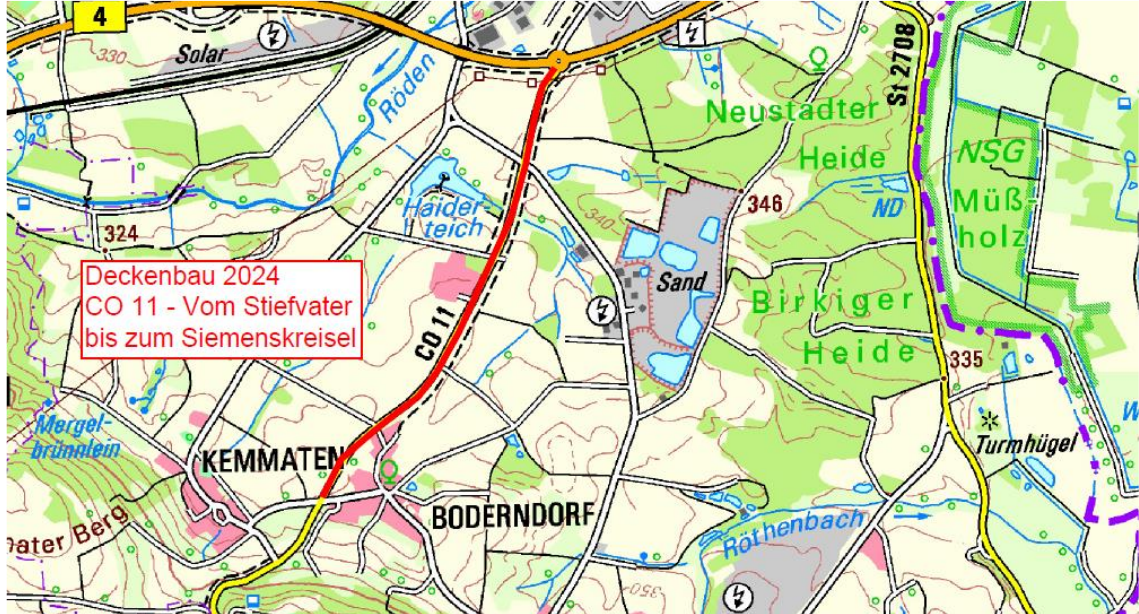 4
330
Solar
Röden
St 2708
Neustadter
Heide
NSG
Müß-
holz
ND
346
Haider-
teich
340
324
Deckenbau 2024
CO 11 - Vom Stiefvater
bis zum Siemenskreisel
Sand
Birkiger
Heide
CO 11
335
Mergel-
brünnlein
Turmhügel
W
KEMMATEN
BODERNDORF
Röthenbach
ater Berg
350